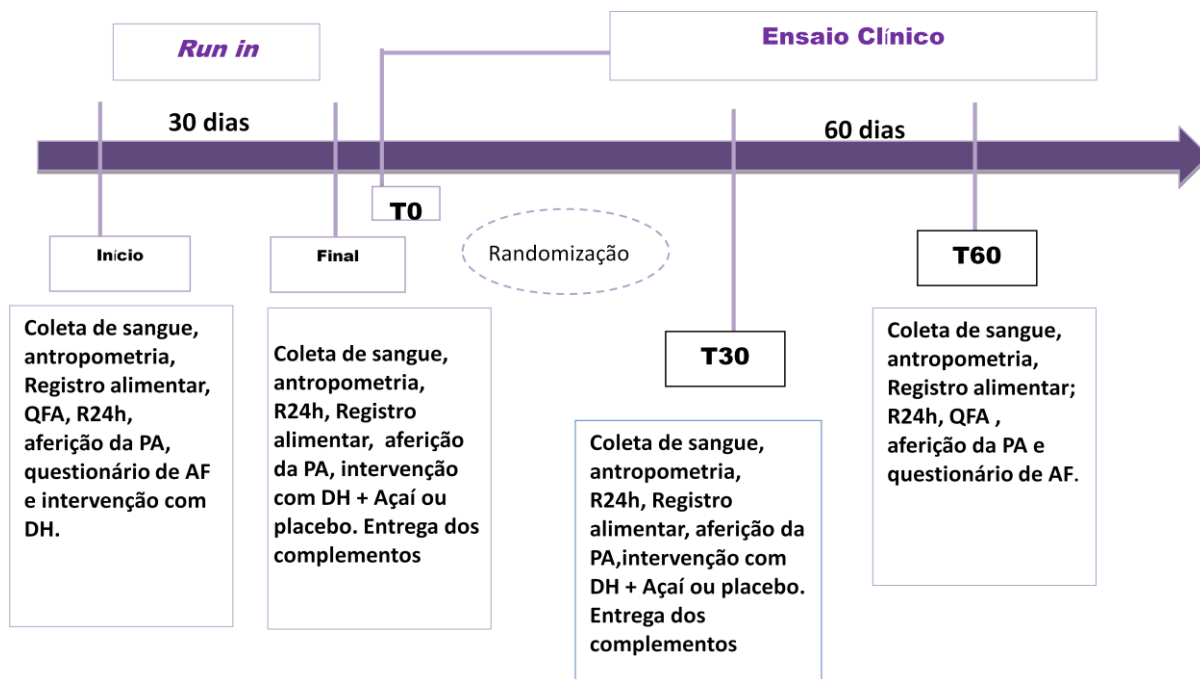 Run in
Ensaio Clínico
30 dias
60 dias
T0
Início
Final
Randomização
T30
T60
Coleta de sangue,
antropometria,
Registro alimentar,
QFA, R24h,
aferição da PA,
questionário de AF
e intervenção com
DH.
Coleta de sangue,
antropometria,
R24h, Registro
alimentar, aferição
da PA, intervenção
com DH + Açaí ou
placebo. Entrega dos
complementos
Coleta de sangue,
antropometria,
R24h, Registro
alimentar, aferição da
PA,intervenção com
DH + Açaí ou placebo.
Entrega dos
complementos
Coleta de sangue,
antropometria,
Registro alimentar;
R24h, QFA ,
aferição da PA e
questionário de AF.